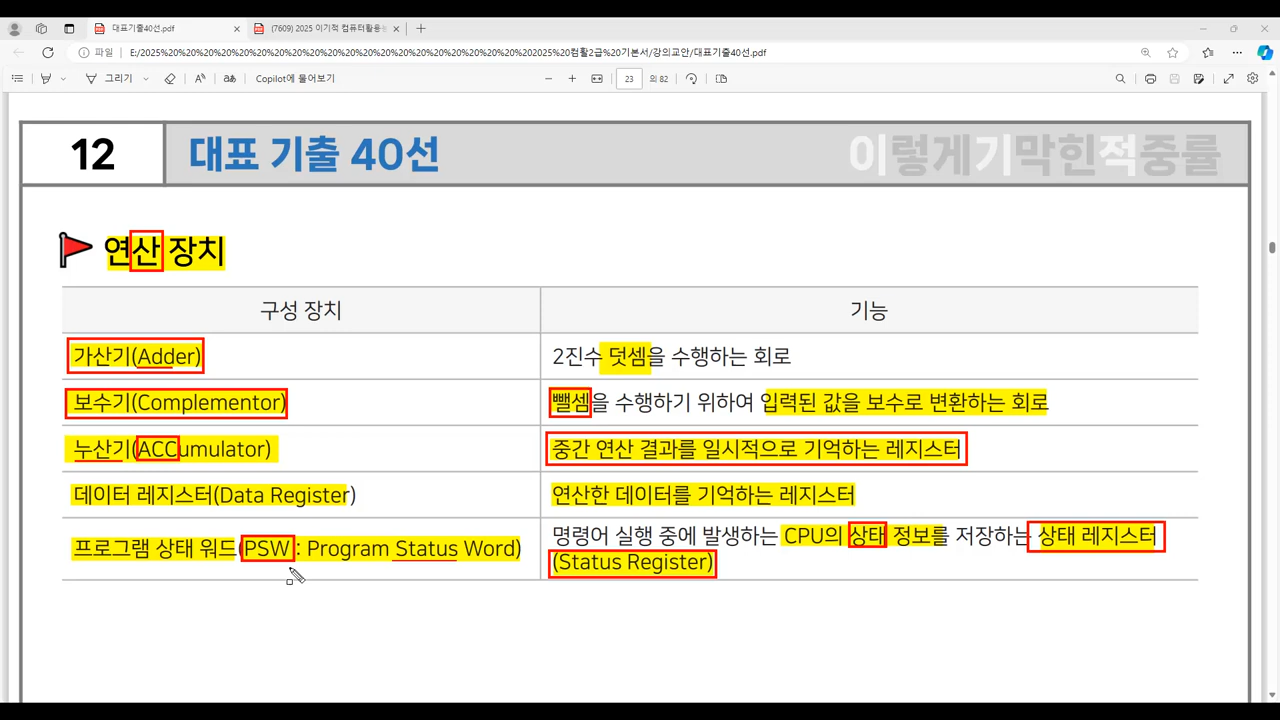 대표기출40선.pdf
(7609) 2025 이기적 컴퓨터활용능
파일 E:/2025%20%20%20%20%20%20%20%20%20%20%20%20%20%20%20%20%20%20%202025%20컴활2급%20기본서/강의교안/대표기출40선.pdf
그리기 aあ Copilot에 물어보기 23 의 82
12 대표 기출 40선 이렇게기막힌적중률
연산 장치
구성 장치 기능
가산기(Adder) 2진수 덧셈을 수행하는 회로
보수기(Complementor) 뺄셈을 수행하기 위하여 입력된 값을 보수로 변환하는 회로
누산기(ACCumulator) 중간 연산 결과를 일시적으로 기억하는 레지스터
데이터 레지스터(Data Register) 연산한 데이터를 기억하는 레지스터
프로그램 상태 워드(PSW : Program Status Word) 명령어 실행 중에 발생하는 CPU의 상태 정보를 저장하는 상태 레지스터
(Status Register)